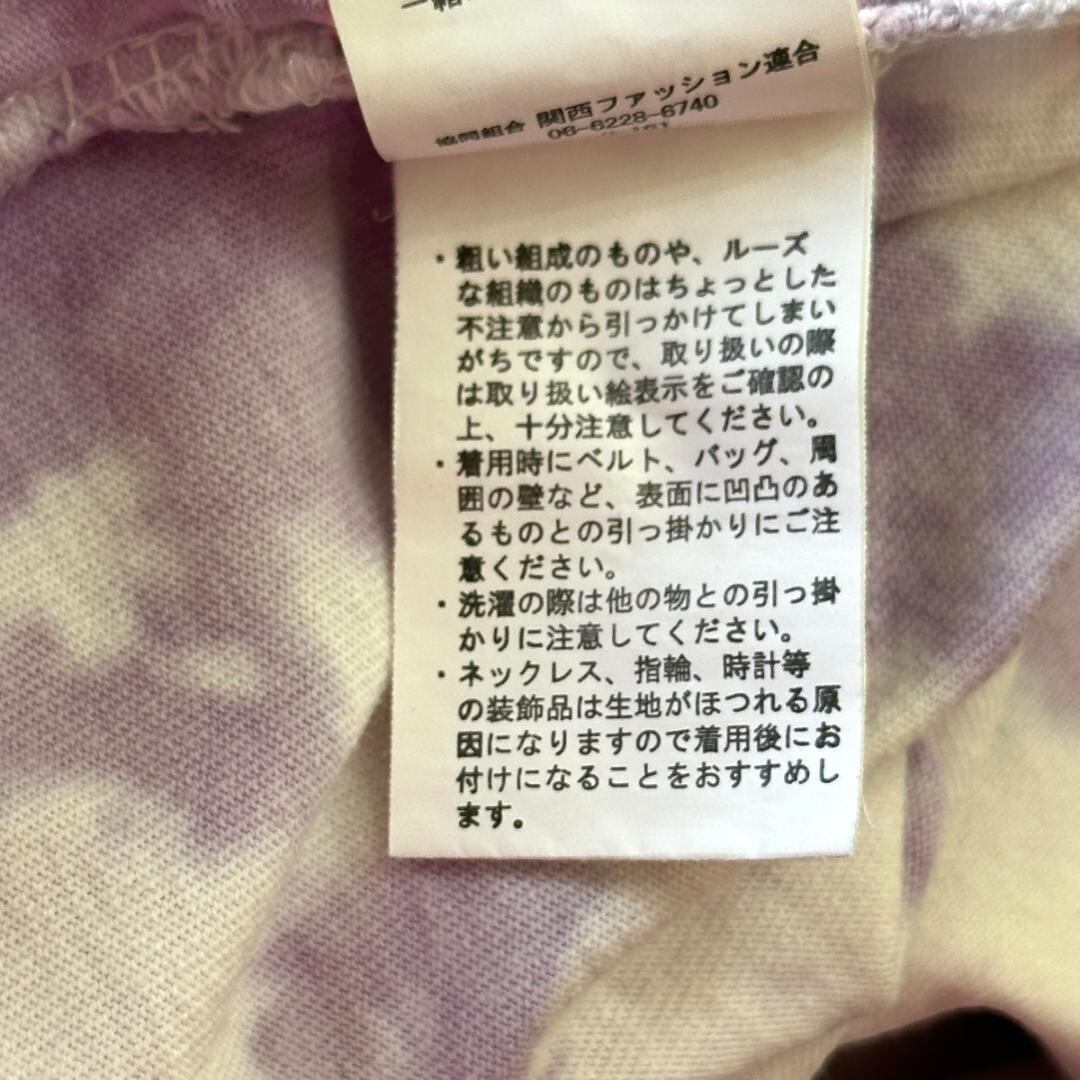 協同組合 関西ファッション連合
06-6228-6740
・粗い組成のものや、ルーズ
な組織のものはちょっとした
不注意から引っかけてしまい
がちですので、取り扱いの際
は取り扱い絵表示をご確認の
上、十分注意してください。
・着用時にベルト、バッグ、周
囲の壁など、表面に凹凸のあ
るものとの引っ掛かりにご注
意ください。
・洗濯の際は他の物との引っ掛
かりに注意してください。
・ネックレス、指輪、時計等
の装飾品は生地がほつれる原
因になりますので着用後にお
付けになることをおすすめし
ます。